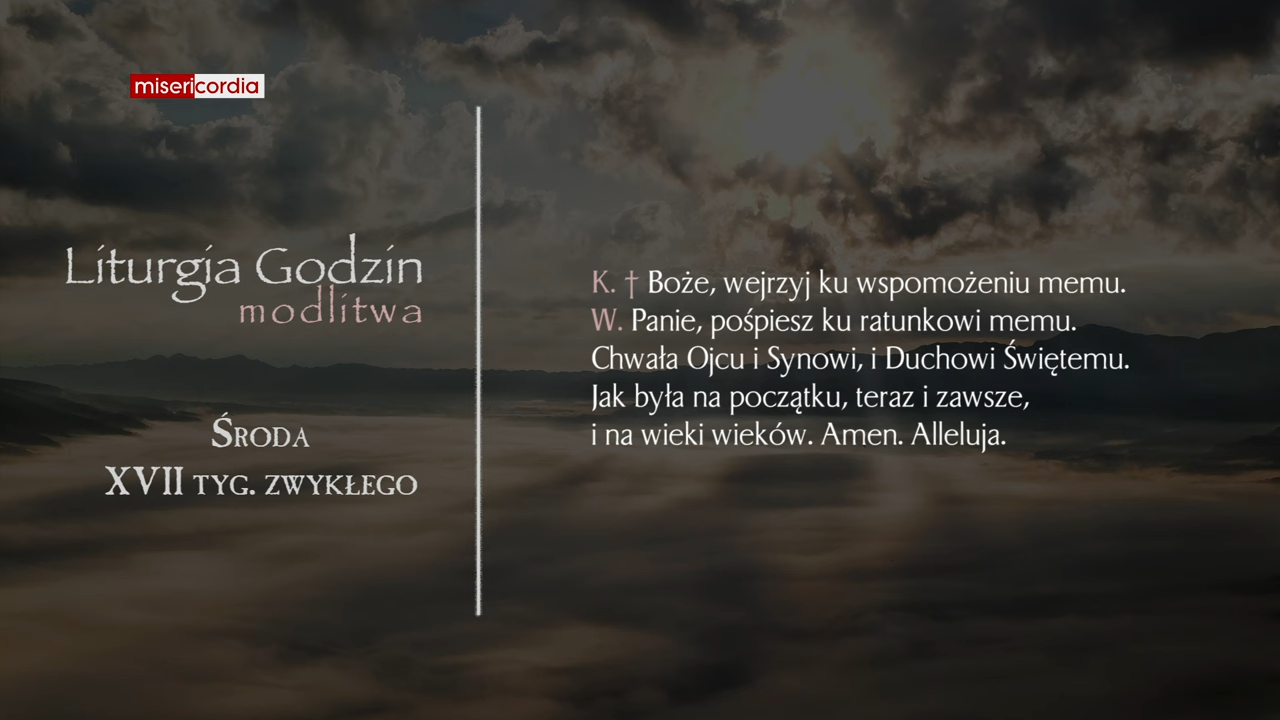 misericordia
Liturgia Godzin
modlitwa
Środa
XVII tyg. zwykłego
K. † Boże, wejrzyj ku wspomożeniu memu.
W. Panie, pośpiesz ku ratunkowi memu.
Chwała Ojcu i Synowi, i Duchowi Świętemu.
Jak była na początku, teraz i zawsze,
i na wieki wieków. Amen. Alleluja.